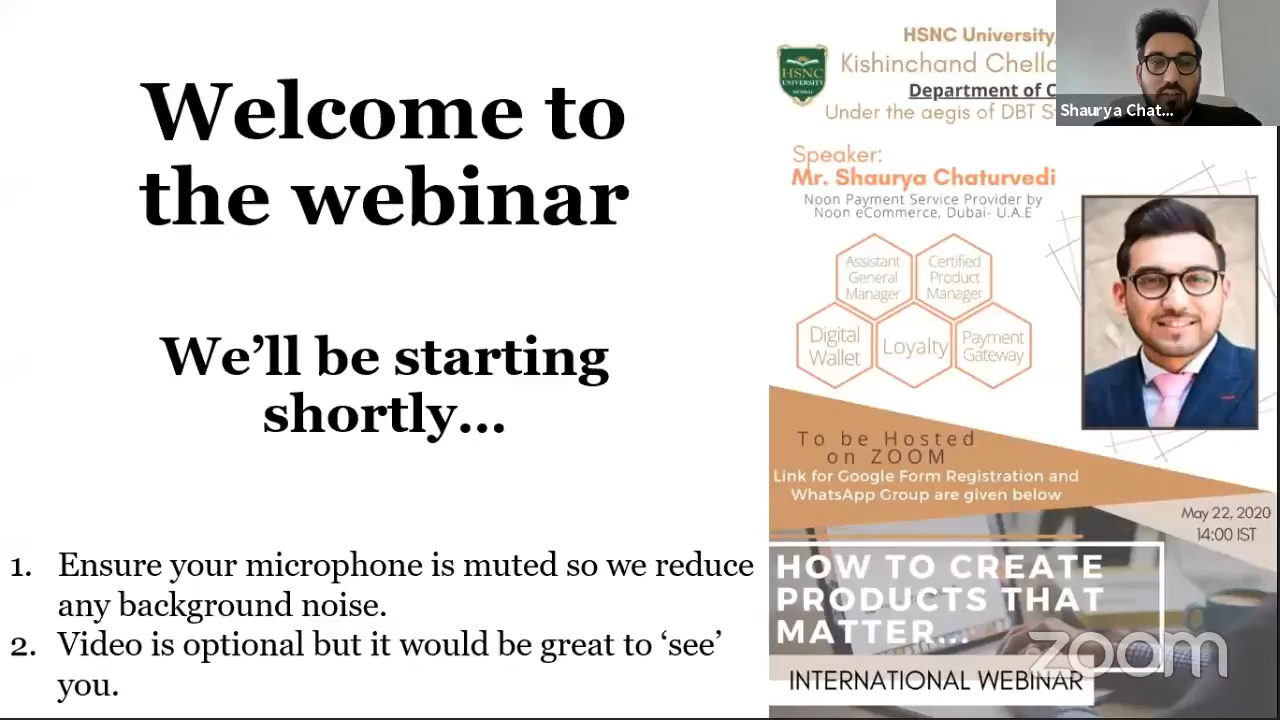 Welcome to
the webinar
We'll be starting
shortly...
1. Ensure your microphone is muted so we reduce
any background noise.
2. Video is optional but it would be great to ‘see’
you.
HSNC University,
Kishinchand Chella
Department of C
Under the aegis of DBT S
HSNC
UNIVERSITY
Shaurya Chat...
Speaker:
Mr. Shaurya Chaturvedi
Noon Payment Service Provider by
Noon eCommerce, Dubai- U.A.E
Assistant
General
Manager
Certified
Product
Manager
Digital
Wallet
Loyalty
Payment
Gateway
To be Hosted
on ZOOM
Link for Google Form Registration and
WhatsApp Group are given below
May 22, 2020
14:00 IST
HOW TO CREATE
PRODUCTS THAT
MATTER...
zoom
INTERNATIONAL WEBINAR